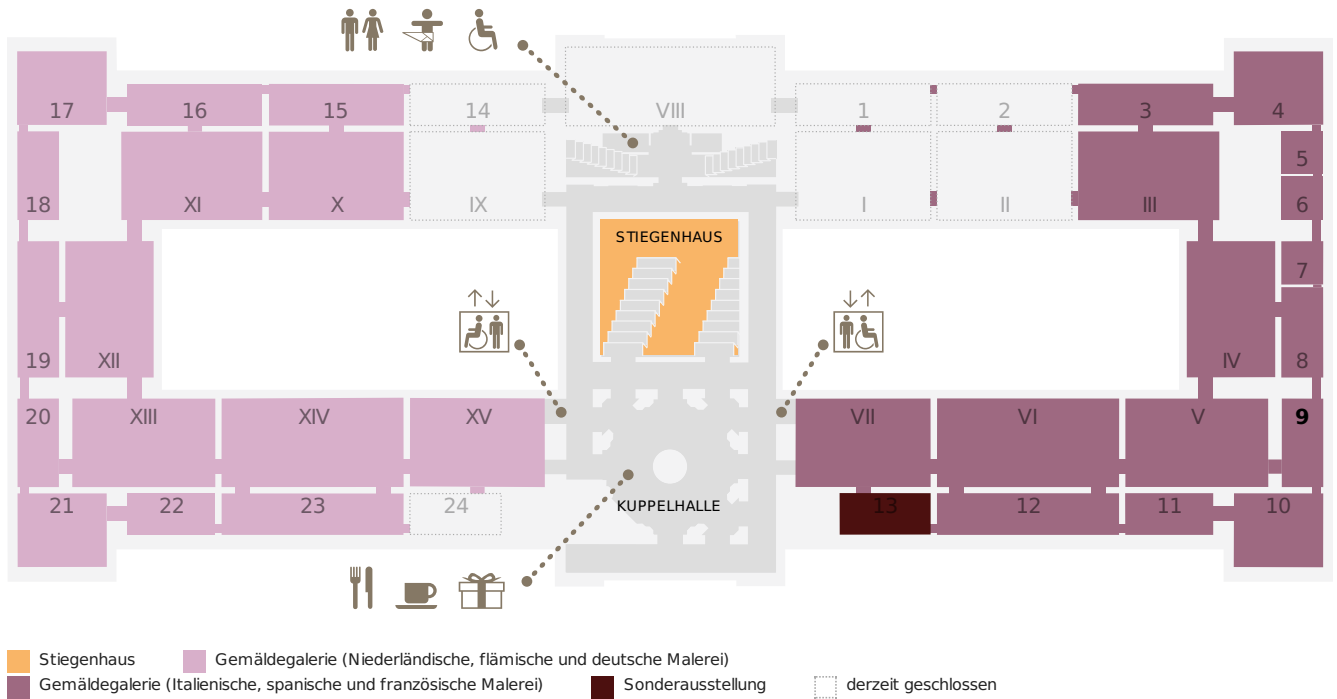 17
16
15
14
VIII
1
2
3
4
5
18
XI
X
IX
I
II
III
6
STIEGENHAUS
7
19
XII
IV
8
20
XIII
XIV
XV
VII
VI
V
9
21
22
23
24
KUPPELHALLE
13
12
11
10
Stiegenhaus
Gemäldegalerie (Niederländische, flämische und deutsche Malerei)
Gemäldegalerie (Italienische, spanische und französische Malerei)
Sonderausstellung
derzeit geschlossen